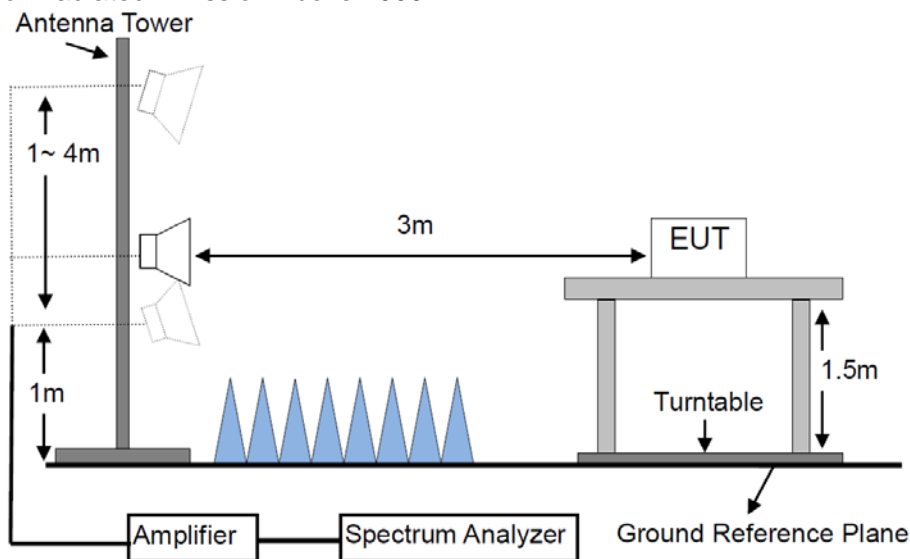 Antenna Tower
1~ 4m
3m
EUT
1m
1.5m
Turntable
Amplifier
Spectrum Analyzer
Ground Reference Plane